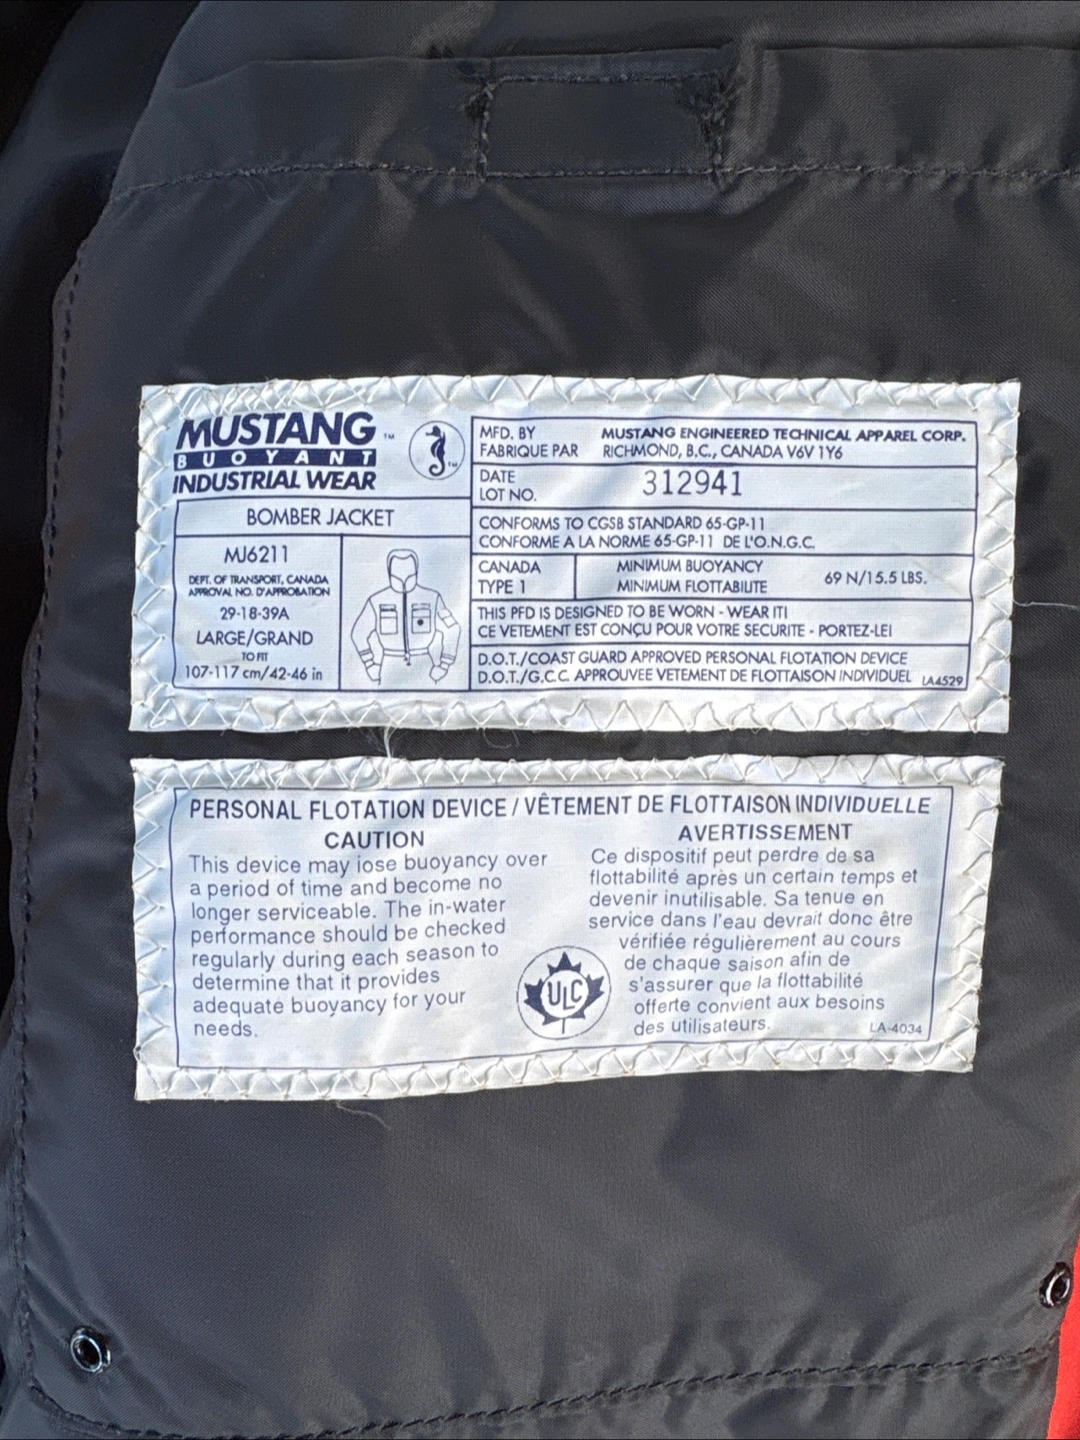 MUSTANG ™
BUOYANT
INDUSTRIAL WEAR
™
BOMBER JACKET
MJ6211
DEPT. OF TRANSPORT, CANADA
APPROVAL NO. D'APPROBATION
29-18-39A
LARGE/GRAND
TO FIT
107-117 cm/42-46 in
MFD. BY MUSTANG ENGINEERED TECHNICAL APPAREL CORP.
FABRIQUE PAR RICHMOND, B.C., CANADA V6V 1Y6
DATE
LOT NO. 312941
CONFORMS TO CGSB STANDARD 65-GP-11
CONFORME A LA NORME 65-GP-11 DE L'O.N.G.C.
CANADA MINIMUM BUOYANCY
TYPE 1 MINIMUM FLOTTABILITE 69 N/15.5 LBS.
THIS PFD IS DESIGNED TO BE WORN - WEAR IT!
CE VETEMENT EST CONÇU POUR VOTRE SECURITE - PORTEZ-LE!
D.O.T./COAST GUARD APPROVED PERSONAL FLOTATION DEVICE
D.O.T./G.C.C. APPROUVEE VETEMENT DE FLOTTAISON INDIVIDUEL LA4529
PERSONAL FLOTATION DEVICE / VÊTEMENT DE FLOTTAISON INDIVIDUELLE
CAUTION
This device may lose buoyancy over
a period of time and become no
longer serviceable. The in-water
performance should be checked
regularly during each season to
determine that it provides
adequate buoyancy for your
needs.
ULC
AVERTISSEMENT
Ce dispositif peut perdre de sa
flottabilité après un certain temps et
devenir inutilisable. Sa tenue en
service dans l'eau devrait donc être
vérifiée régulièrement au cours
de chaque saison afin de
s'assurer que la flottabilité
offerte convient aux besoins
des utilisateurs. LA-4034